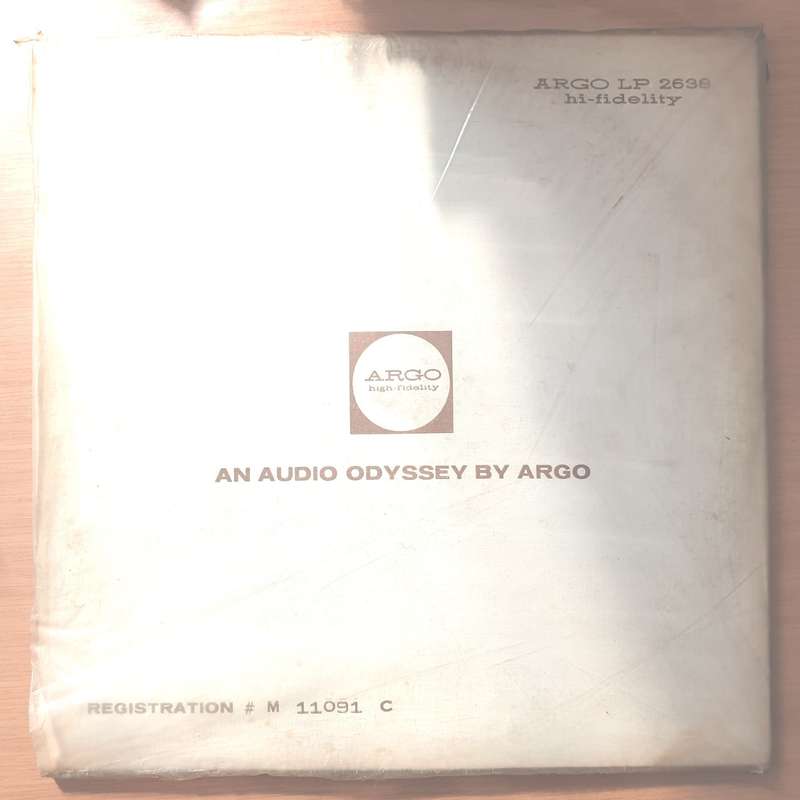 ARGO LP 2638
hi-fidelity
ARGO
high-fidelity
AN AUDIO ODYSSEY BY ARGO
REGISTRATION # M 11091 C